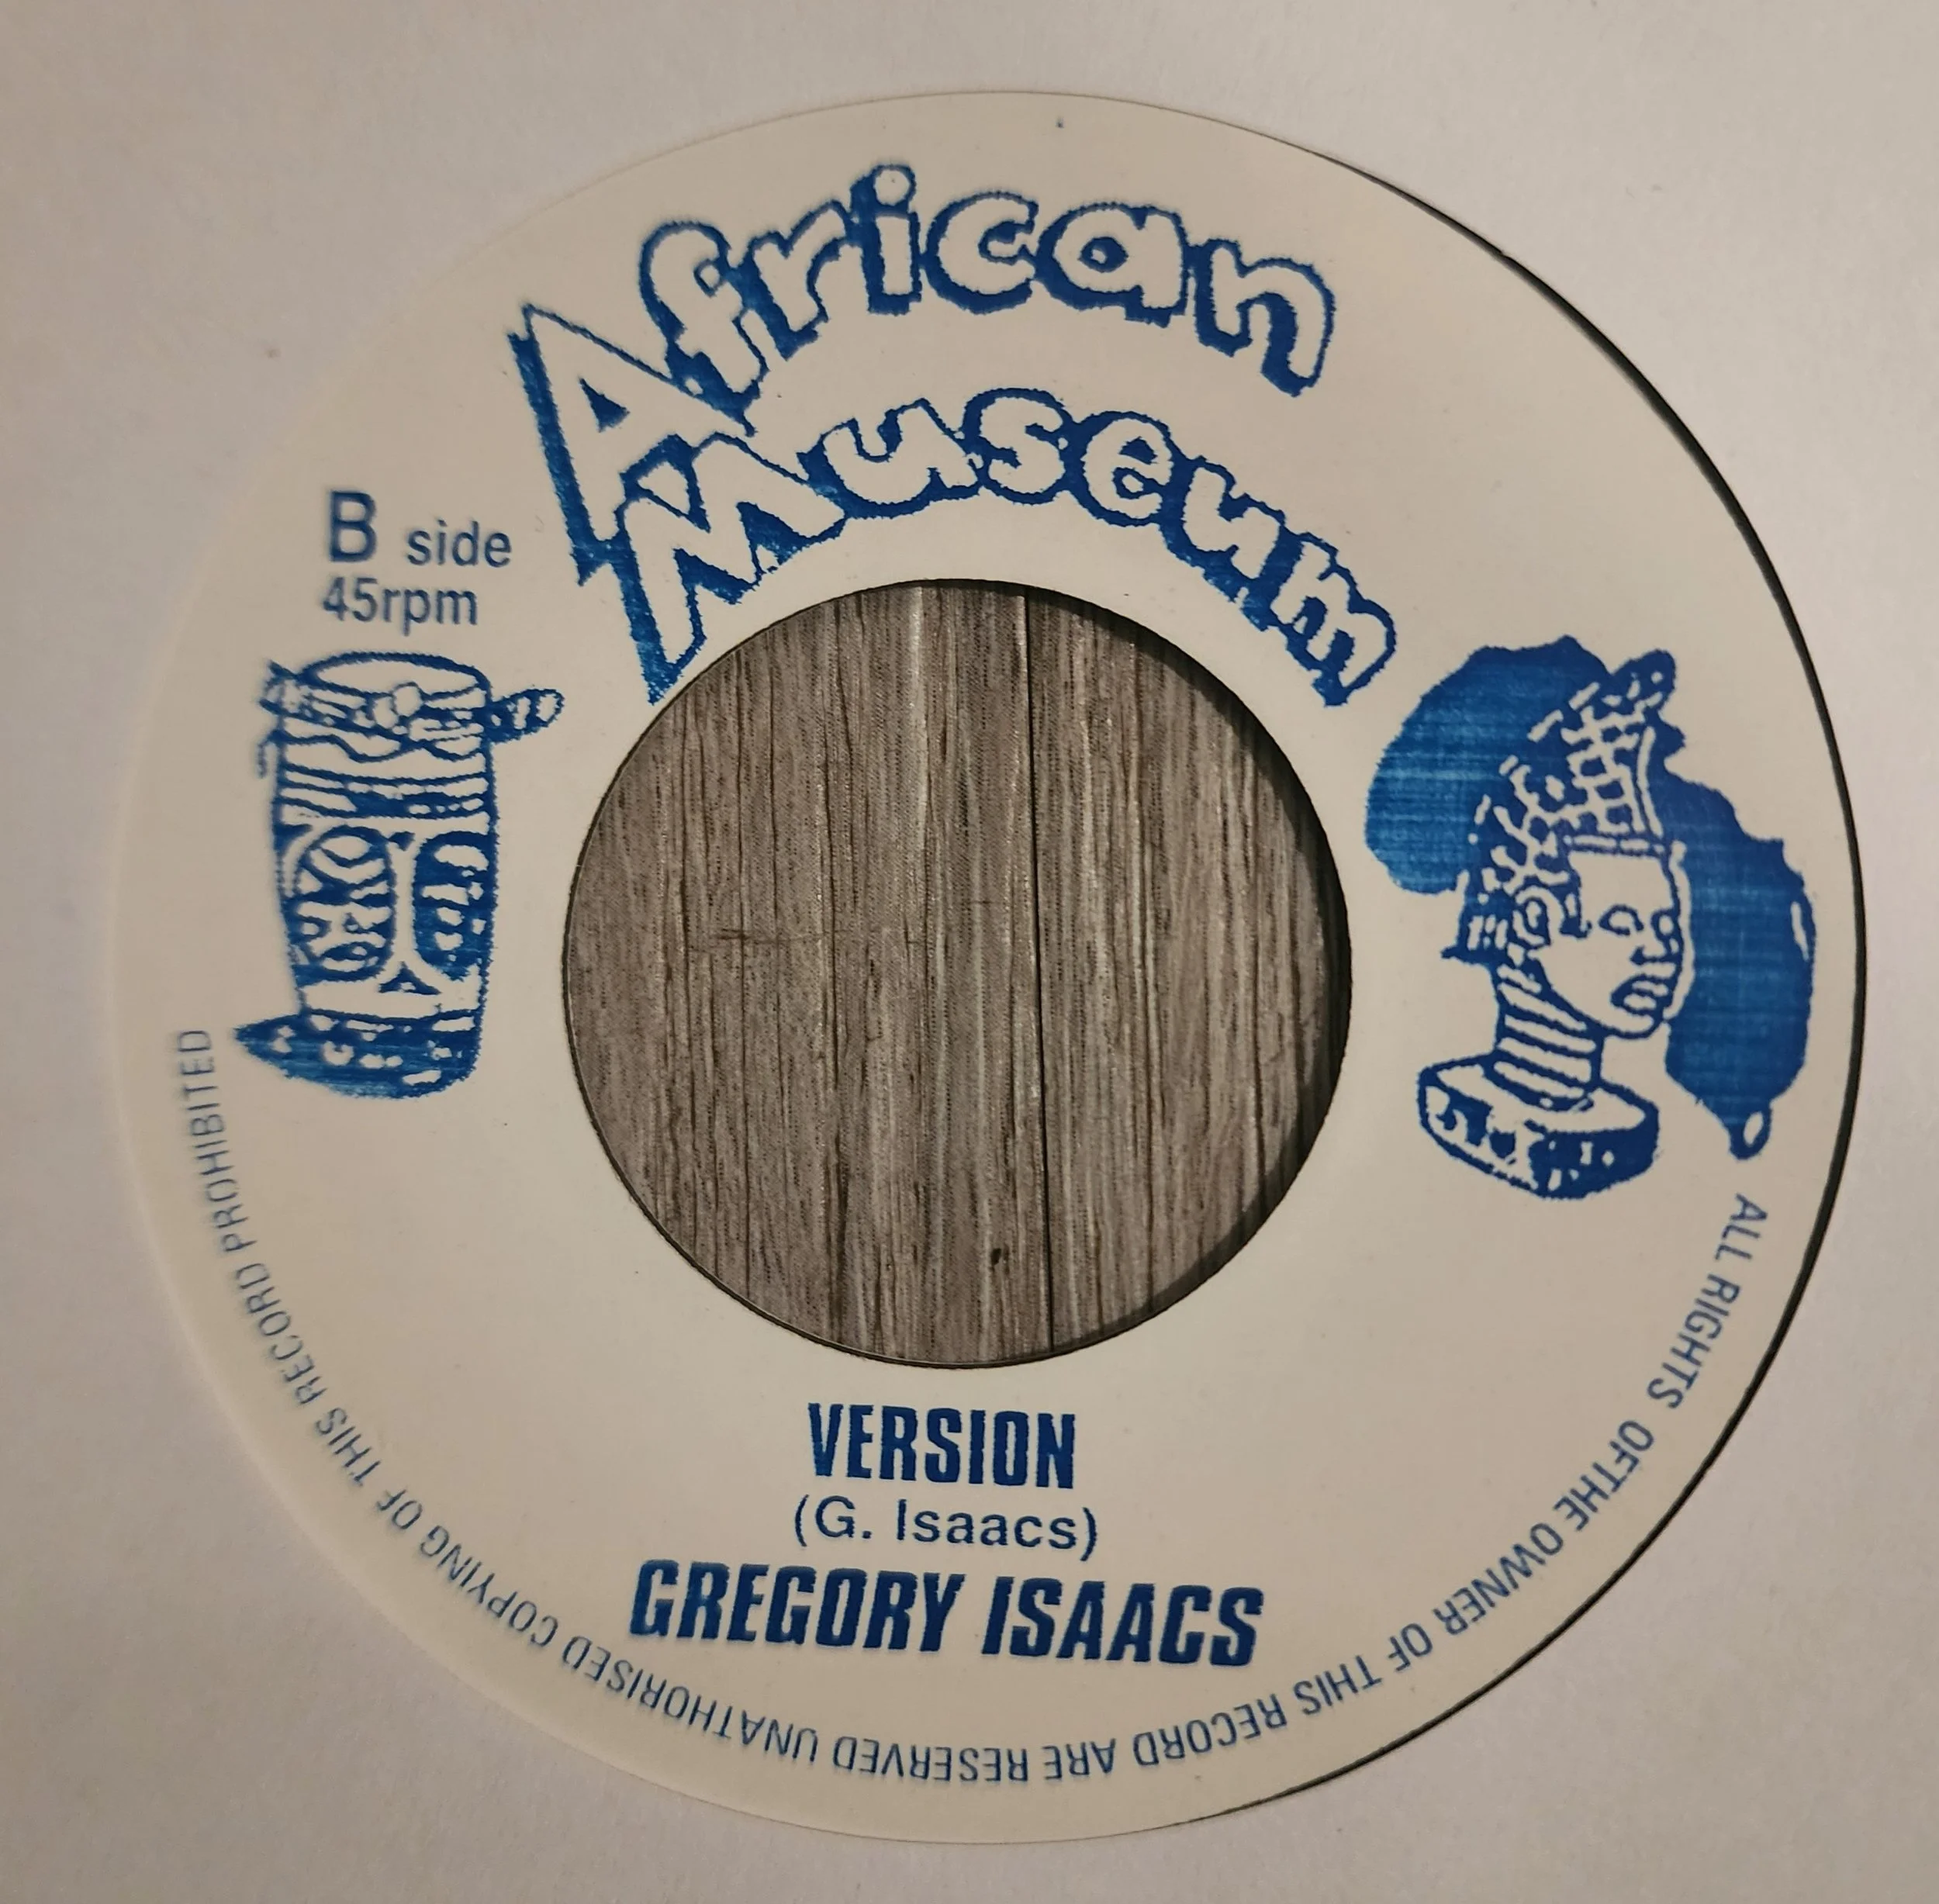 African
Museum
B side
45rpm
VERSION
(G. Isaacs)
GREGORY ISAACS
ALL RIGHTS OFTHE OWNER OF THIS RECORD ARE RESERVED UNATHORISED COPYING OF THIS RECORD PROHIBITED